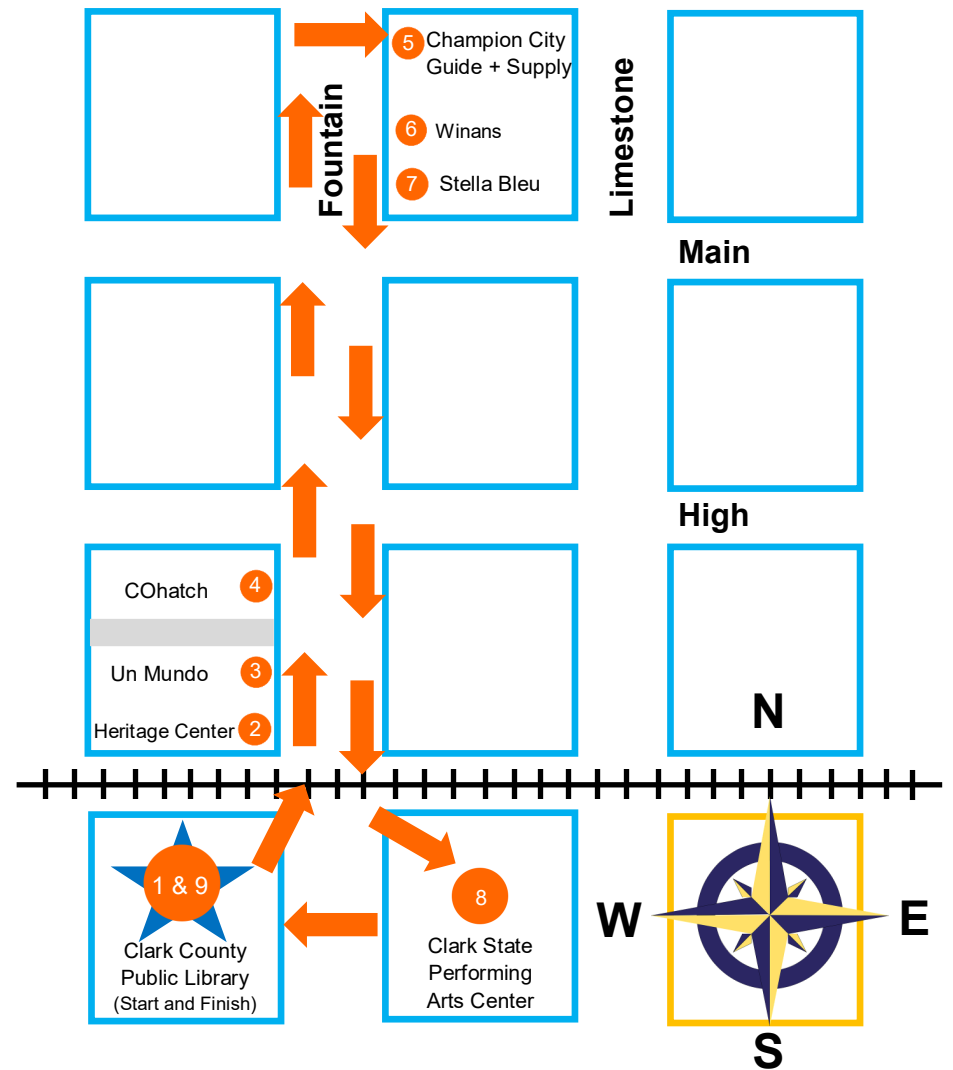 5
Champion City
Guide + Supply
6
Winans
7
Stella Bleu
Fountain
Limestone
Main
High
COhatch
4
Un Mundo
3
Heritage Center
2
N
1 & 9
Clark County
Public Library
(Start and Finish)
8
Clark State
Performing
Arts Center
W
E
S